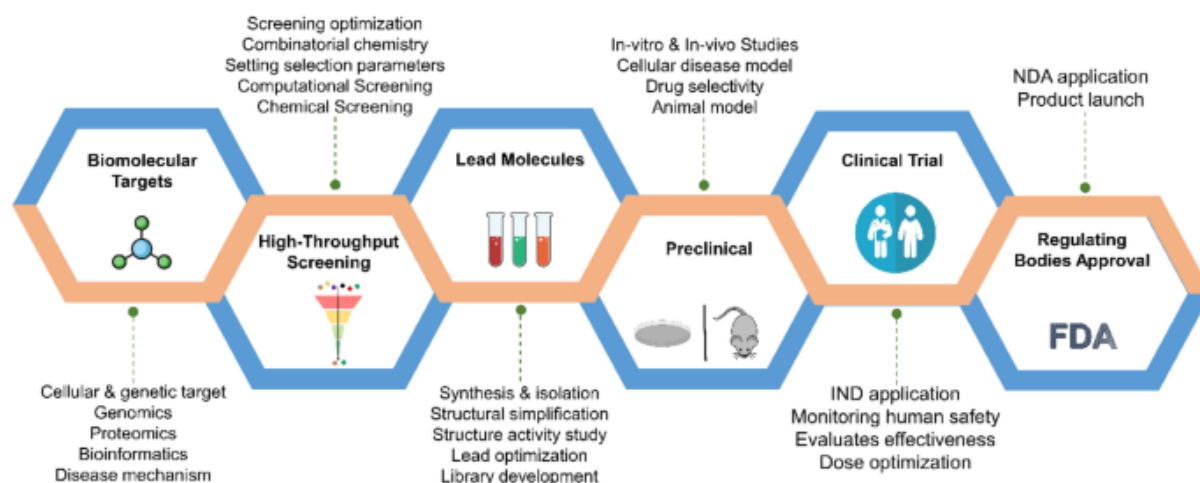 Screening optimization
Combinatorial chemistry
Setting selection parameters
Computational Screening
Chemical Screening
In-vitro & In-vivo Studies
Cellular disease model
Drug selectivity
Animal model
NDA application
Product launch
Biomolecular
Targets
High-Throughput
Screening
Lead Molecules
Preclinical
Clinical Trial
Regulating
Bodies Approval
FDA
Cellular & genetic target
Genomics
Proteomics
Bioinformatics
Disease mechanism
Synthesis & isolation
Structural simplification
Structure activity study
Lead optimization
Library development
IND application
Monitoring human safety
Evaluates effectiveness
Dose optimization